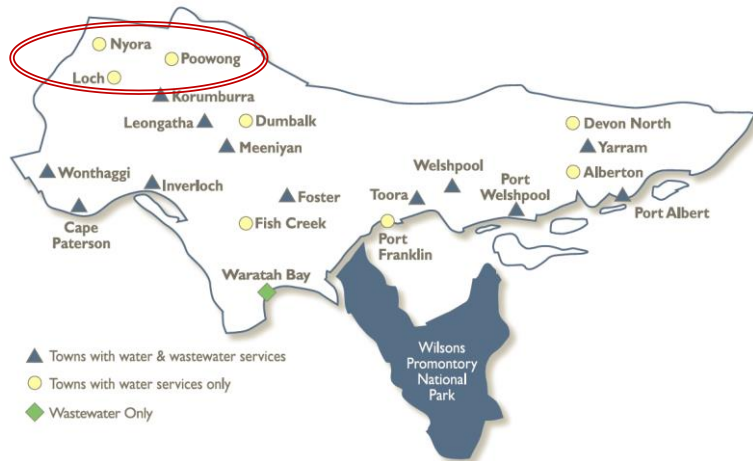 Nyora
Poowong
Loch
Korumburra
Leongatha
Dumbalk
Devon North
Meeniyan
Yarram
Wonthaggi
Inverloch
Welshpool
Port
Welshpool
Alberton
Foster
Toora
Port Albert
Cape
Paterson
Fish Creek
Port
Franklin
Waratah Bay
Wilsons
Promontory
National
Park
Towns with water & wastewater services
Towns with water services only
Wastewater Only